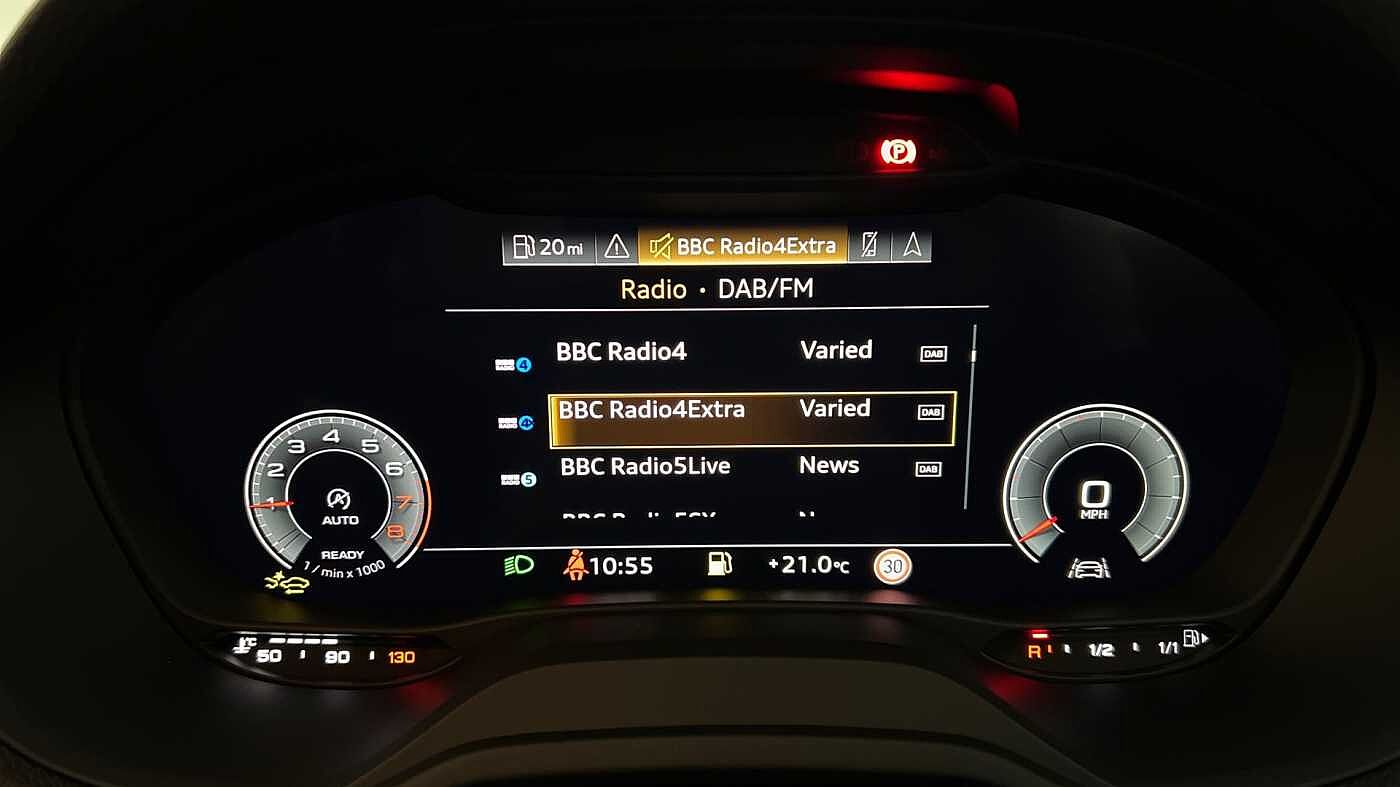 P
20 mi BBC Radio4Extra
Radio · DAB/FM
4 BBC Radio4 Varied DAB
BBC Radio4Extra Varied DAB
5 BBC Radio5Live News DAB
1 2 3 4 5 6 7 8
A
AUTO
READY
1 / min x 1000
0
MPH
10:55 +21.0°C 30
°C
50 90 130
R 1/2 1/1